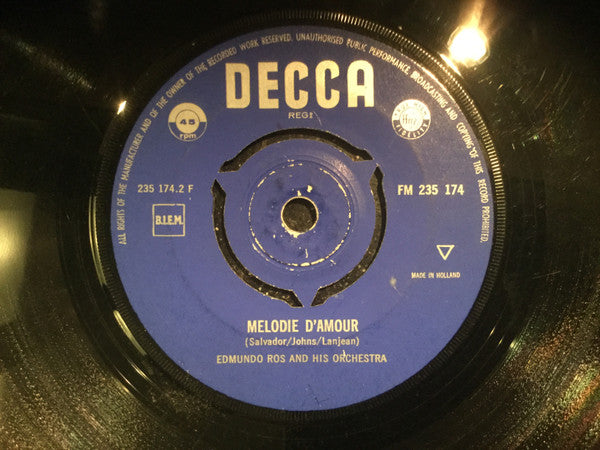 ALL RIGHTS OF THE MANUFACTURER AND OF THE OWNER OF THE RECORDED WORK RESERVED. UNAUTHORISED PUBLIC PERFORMANCE, BROADCASTING AND COPYING OF THIS RECORD PROHIBITED.
DECCA
REGI
45
rpm
235 174.2 F
FM 235 174
B.I.E.M.
MADE IN HOLLAND
MELODIE D'AMOUR
(Salvador/Johns/Lanjean)
EDMUNDO ROS AND HIS ORCHESTRA